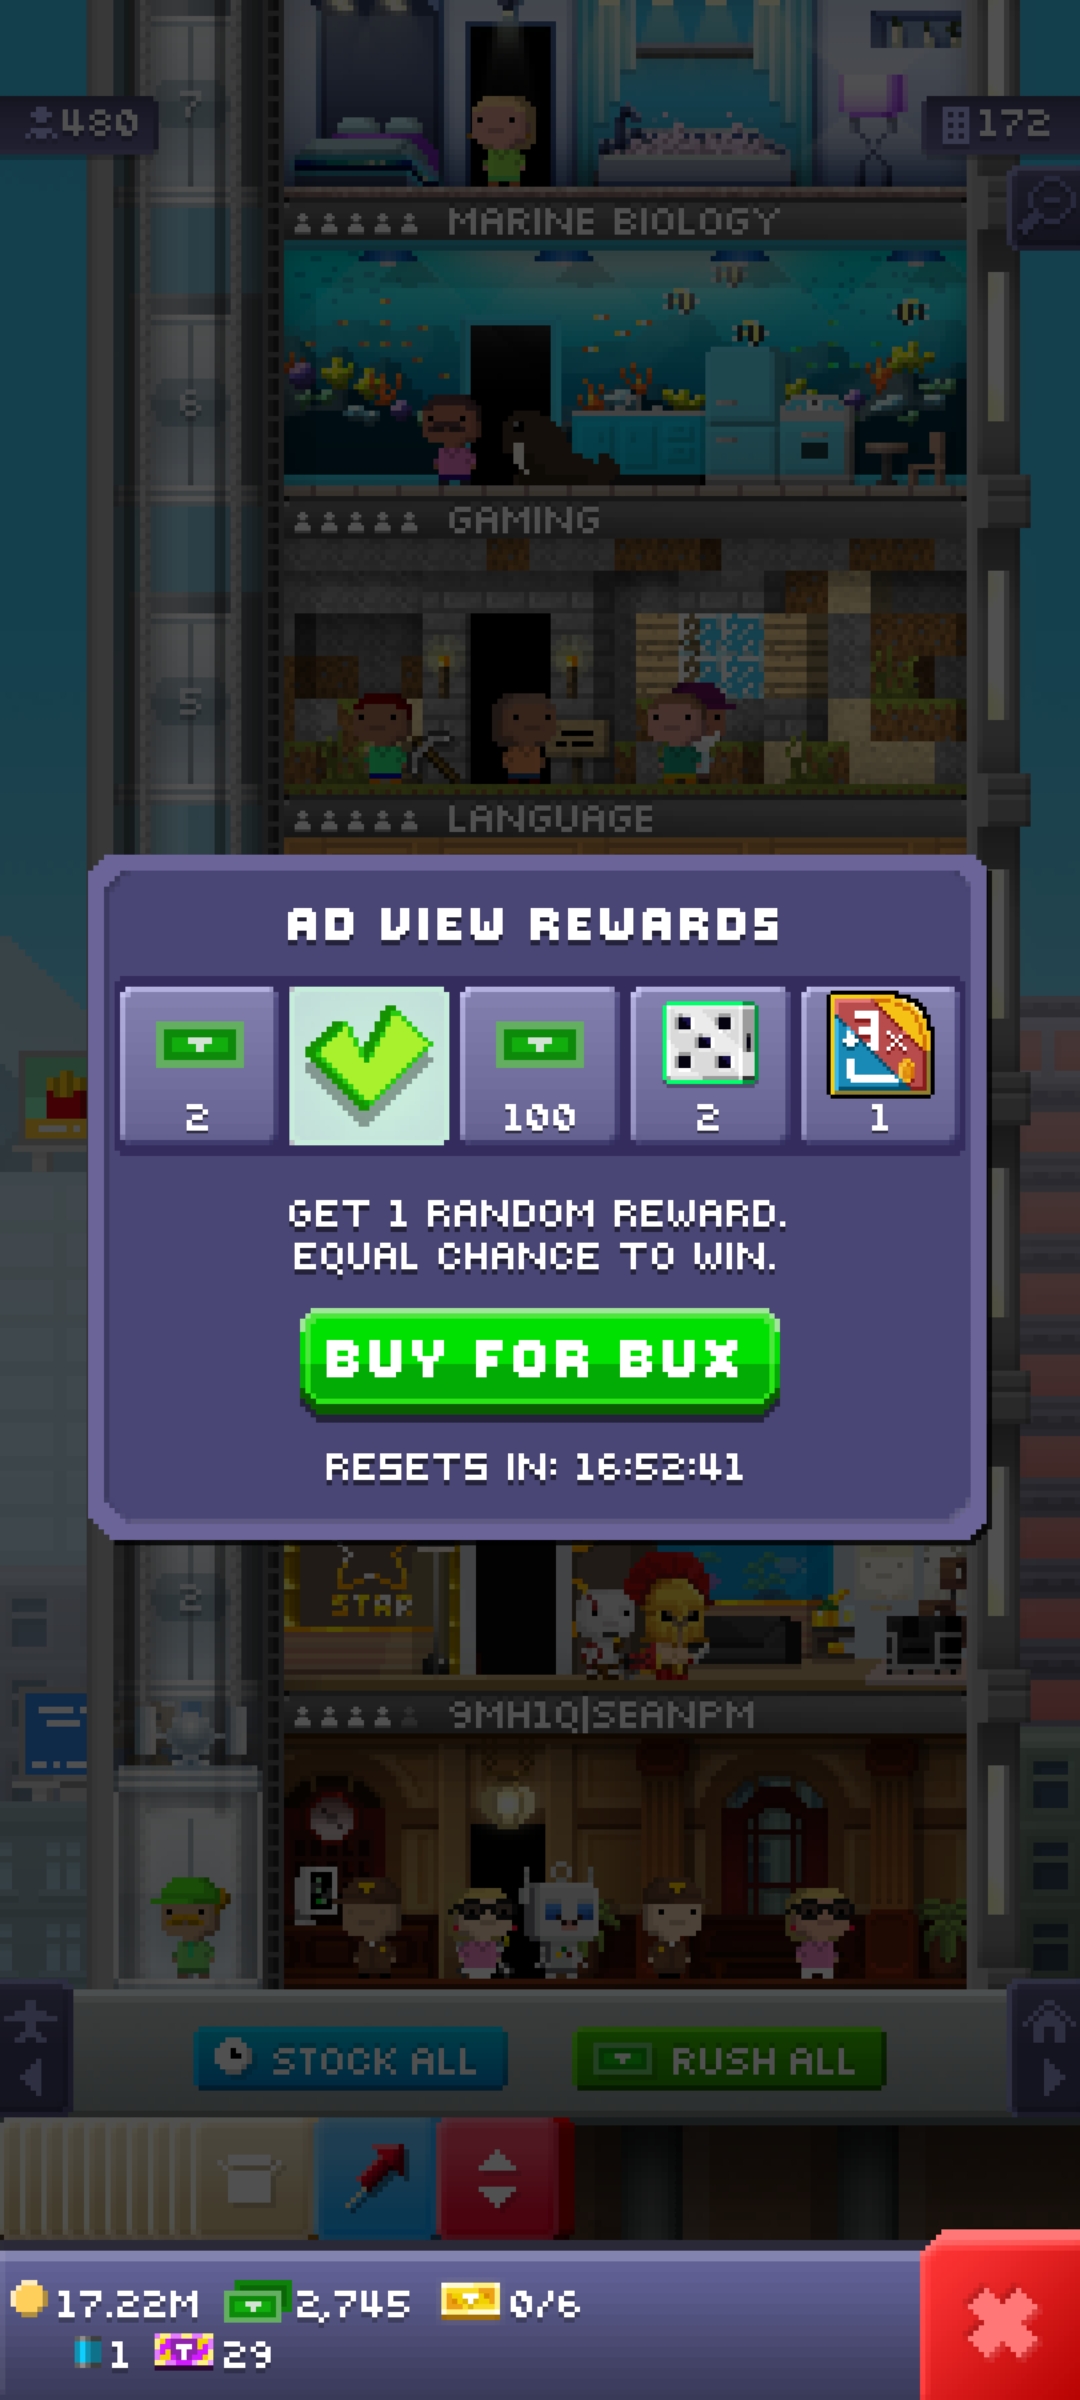 7
480
172
MARINE BIOLOGY
6
GAMING
5
LANGUAGE
AD VIEW REWARDS
2
100
2
1
GET 1 RANDOM REWARD.
EQUAL CHANCE TO WIN.
BUY FOR BUX
RESETS IN: 16:52:41
2
STAR
9MH1Q|SEANPM
STOCK ALL
RUSH ALL
17.22M
2,745
0/6
1
29